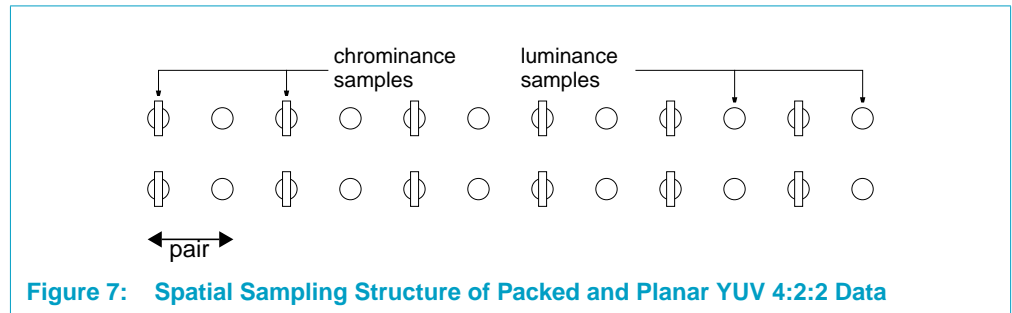 chrominance
samples
luminance
samples
pair
Figure 7: Spatial Sampling Structure of Packed and Planar YUV 4:2:2 Data